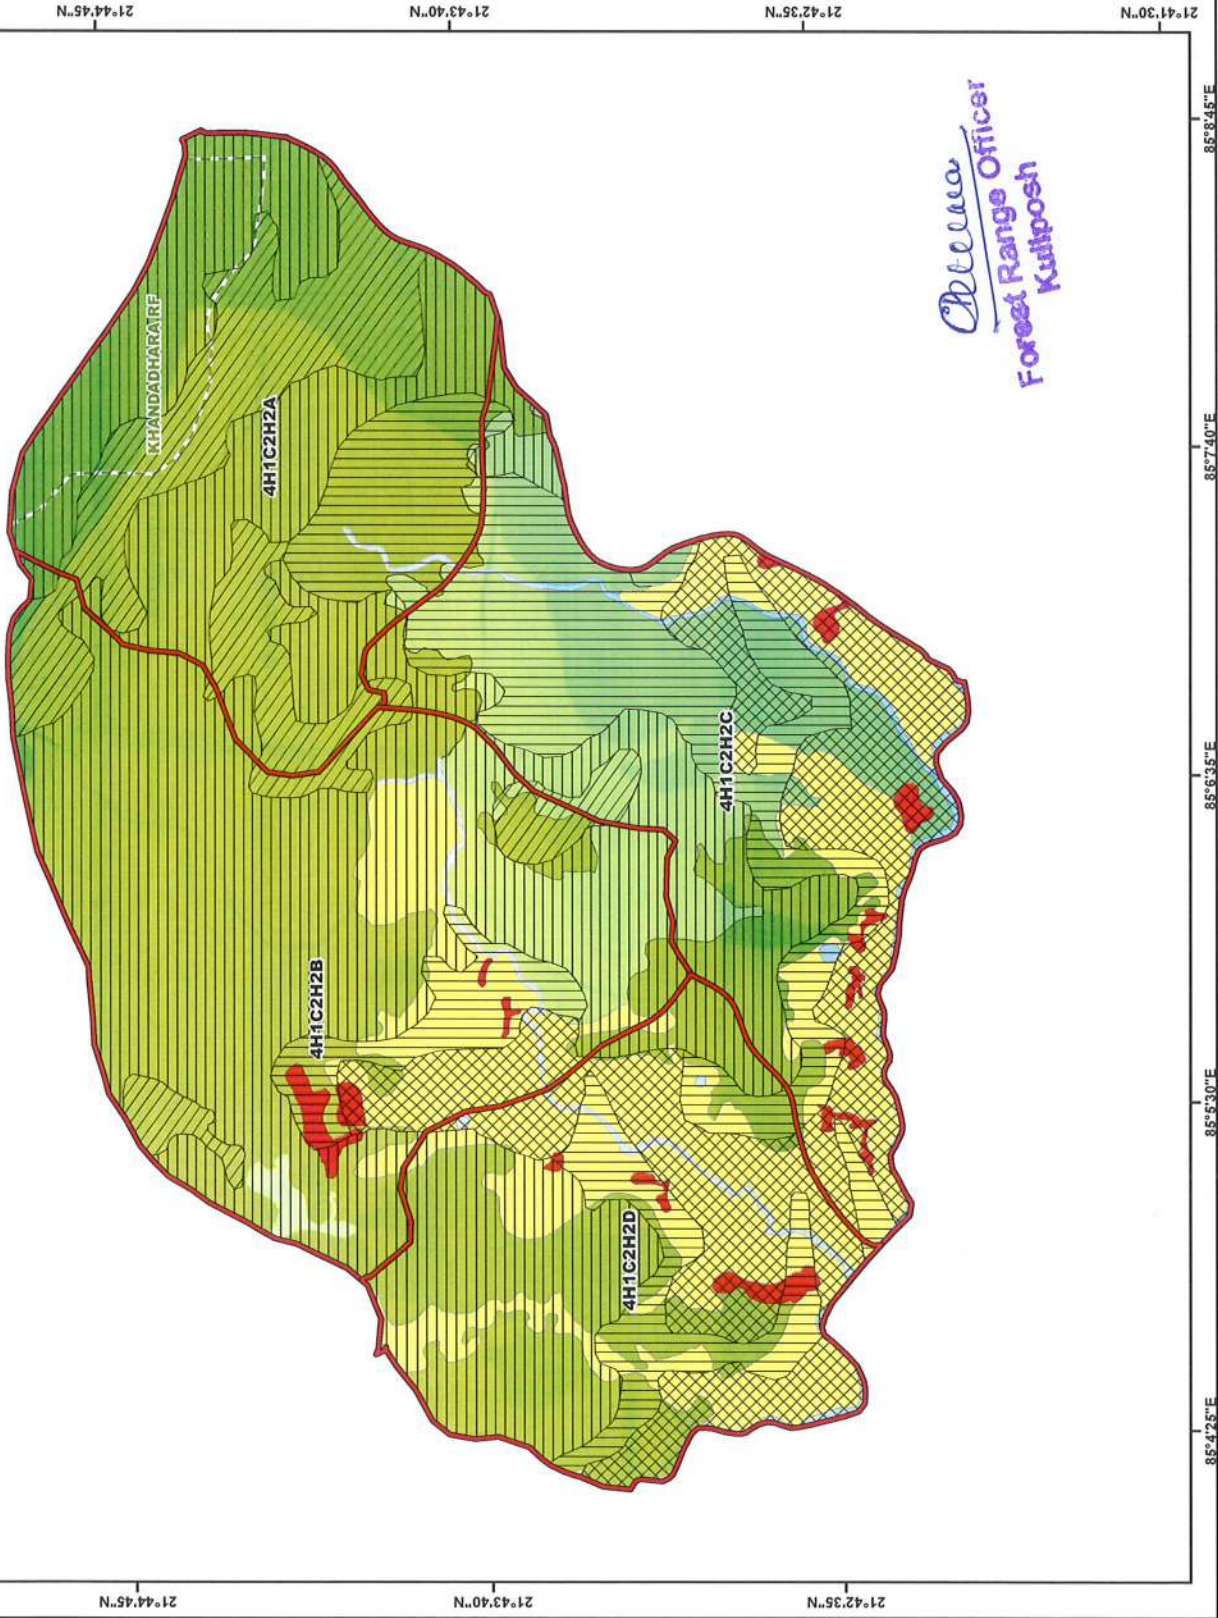 21°44'45"N
21°43'40"N
21°42'35"N
21°41'30"N
85°8'45"E
85°7'40"E
85°6'35"E
85°5'30"E
85°4'25"E
21°44'45"N
21°43'40"N
21°42'35"N
KHANDADHARA RF
4H1C2H2A
4H1C2H2B
4H1C2H2C
4H1C2H2D
Forest Range Officer
Kuliposh